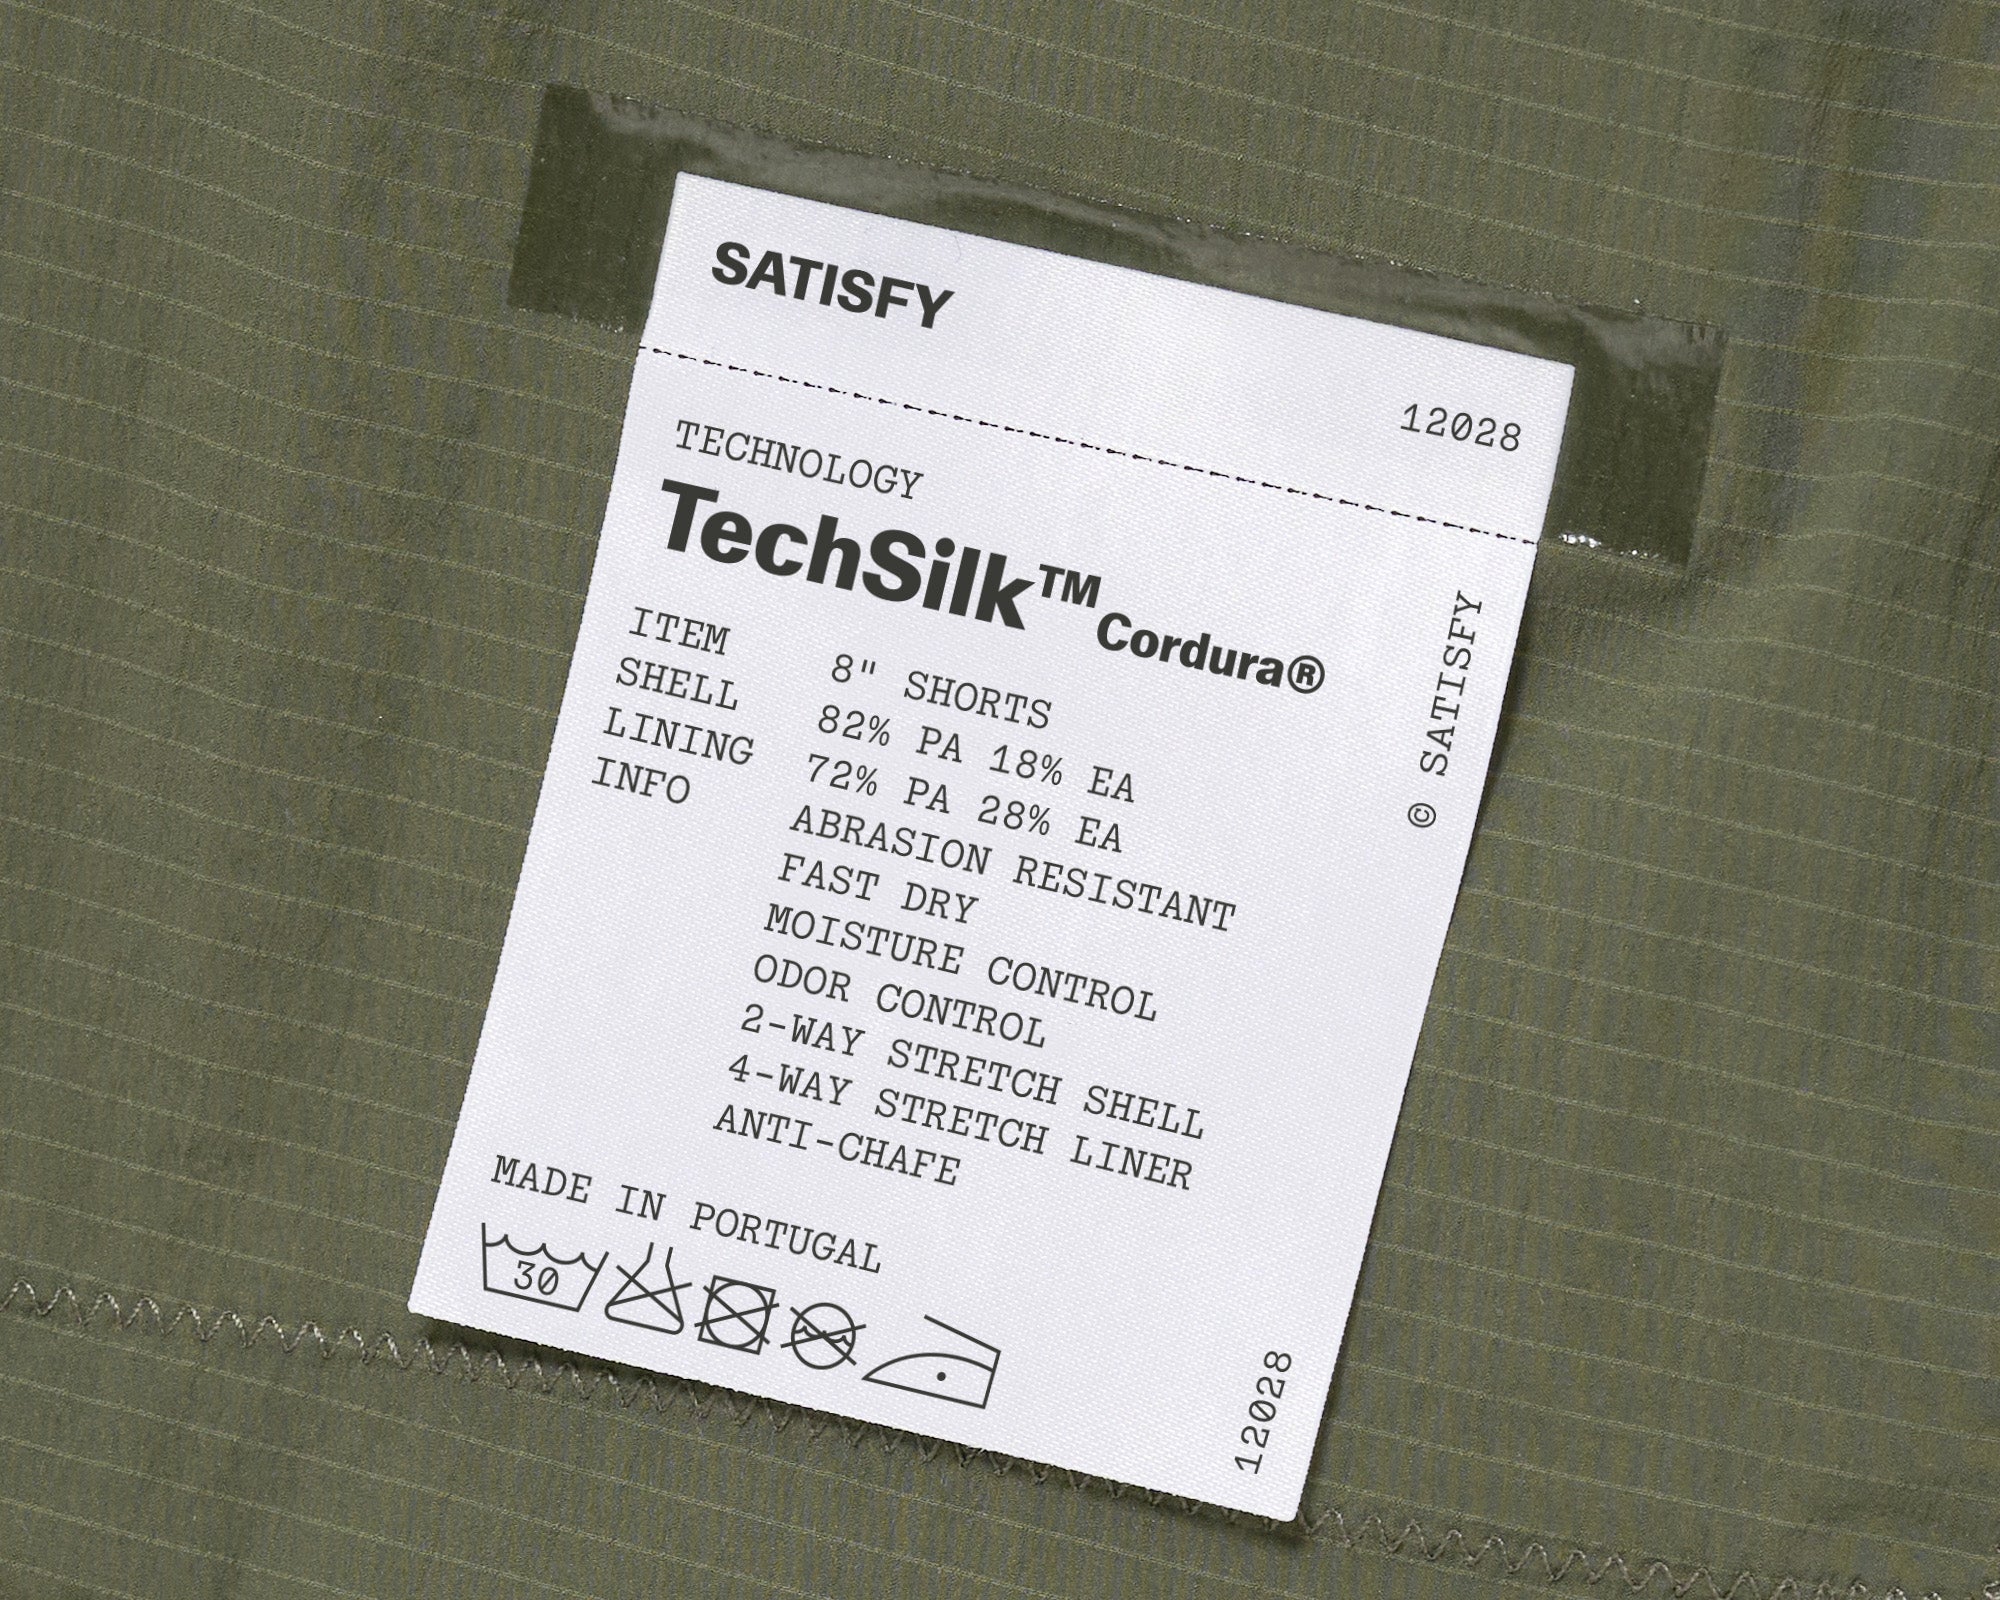 SATISFY
12028
TECHNOLOGY
TechSilk™ Cordura®
ITEM 8" SHORTS
SHELL 82% PA 18% EA
LINING 72% PA 28% EA
INFO ABRASION RESISTANT
FAST DRY
MOISTURE CONTROL
ODOR CONTROL
2-WAY STRETCH SHELL
4-WAY STRETCH LINER
ANTI-CHAFE
MADE IN PORTUGAL
30
© SATISFY
12028